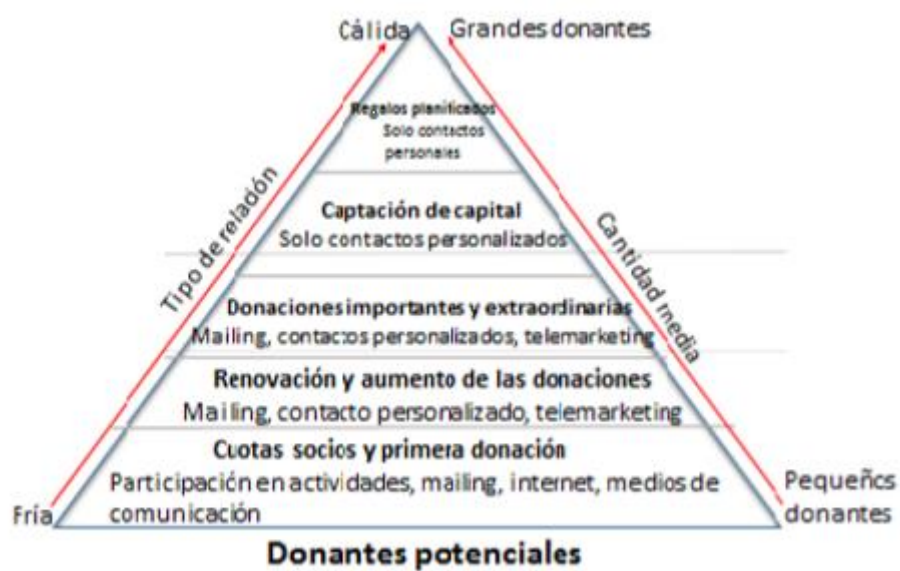 Cálida
Grandes donantes
Regalos planificados
Solo contactos
personales
Tipo de relación
Captación de capital
Solo contactos personalizados
Cantidad media
Donaciones importantes y extraordinarias
Mailing, contactos personalizados, telemarketing
Renovación y aumento de las donaciones
Mailing, contacto personalizado, telemarketing
Cuotas socios y primera donación
Participación en actividades, mailing, internet, medios de
comunicación
Fría
Pequeños
donantes
Donantes potenciales